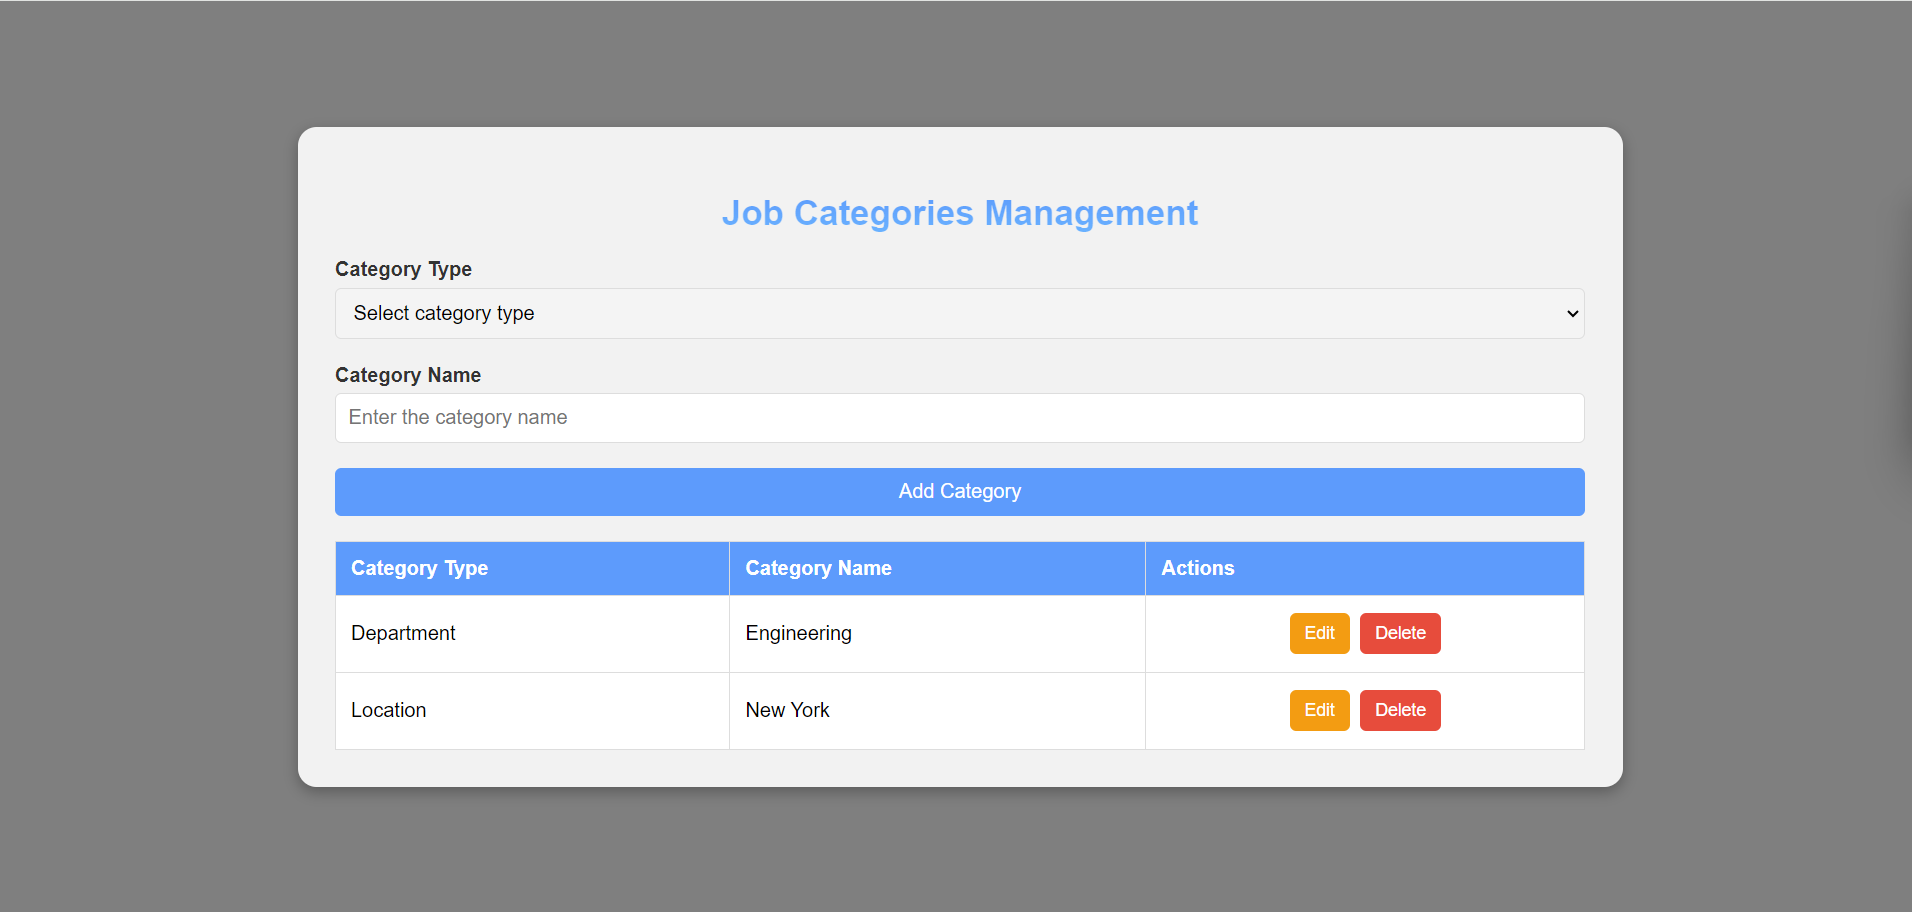 Job Categories Management
Category Type
Select category type
Category Name
Enter the category name
Add Category
Category Type Category Name Actions
Department Engineering Edit Delete
Location New York Edit Delete